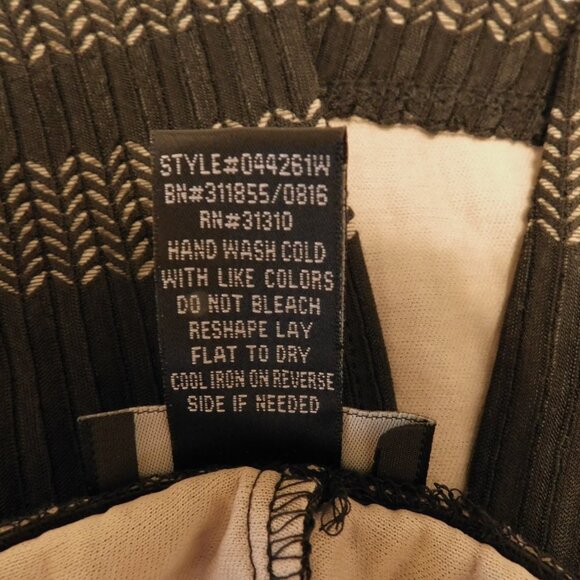 STYLE#044261W
BN#311855/0816
RN#31310
HAND WASH COLD
WITH LIKE COLORS
DO NOT BLEACH
RESHAPE LAY
FLAT TO DRY
COOL IRON ON REVERSE
SIDE IF NEEDED